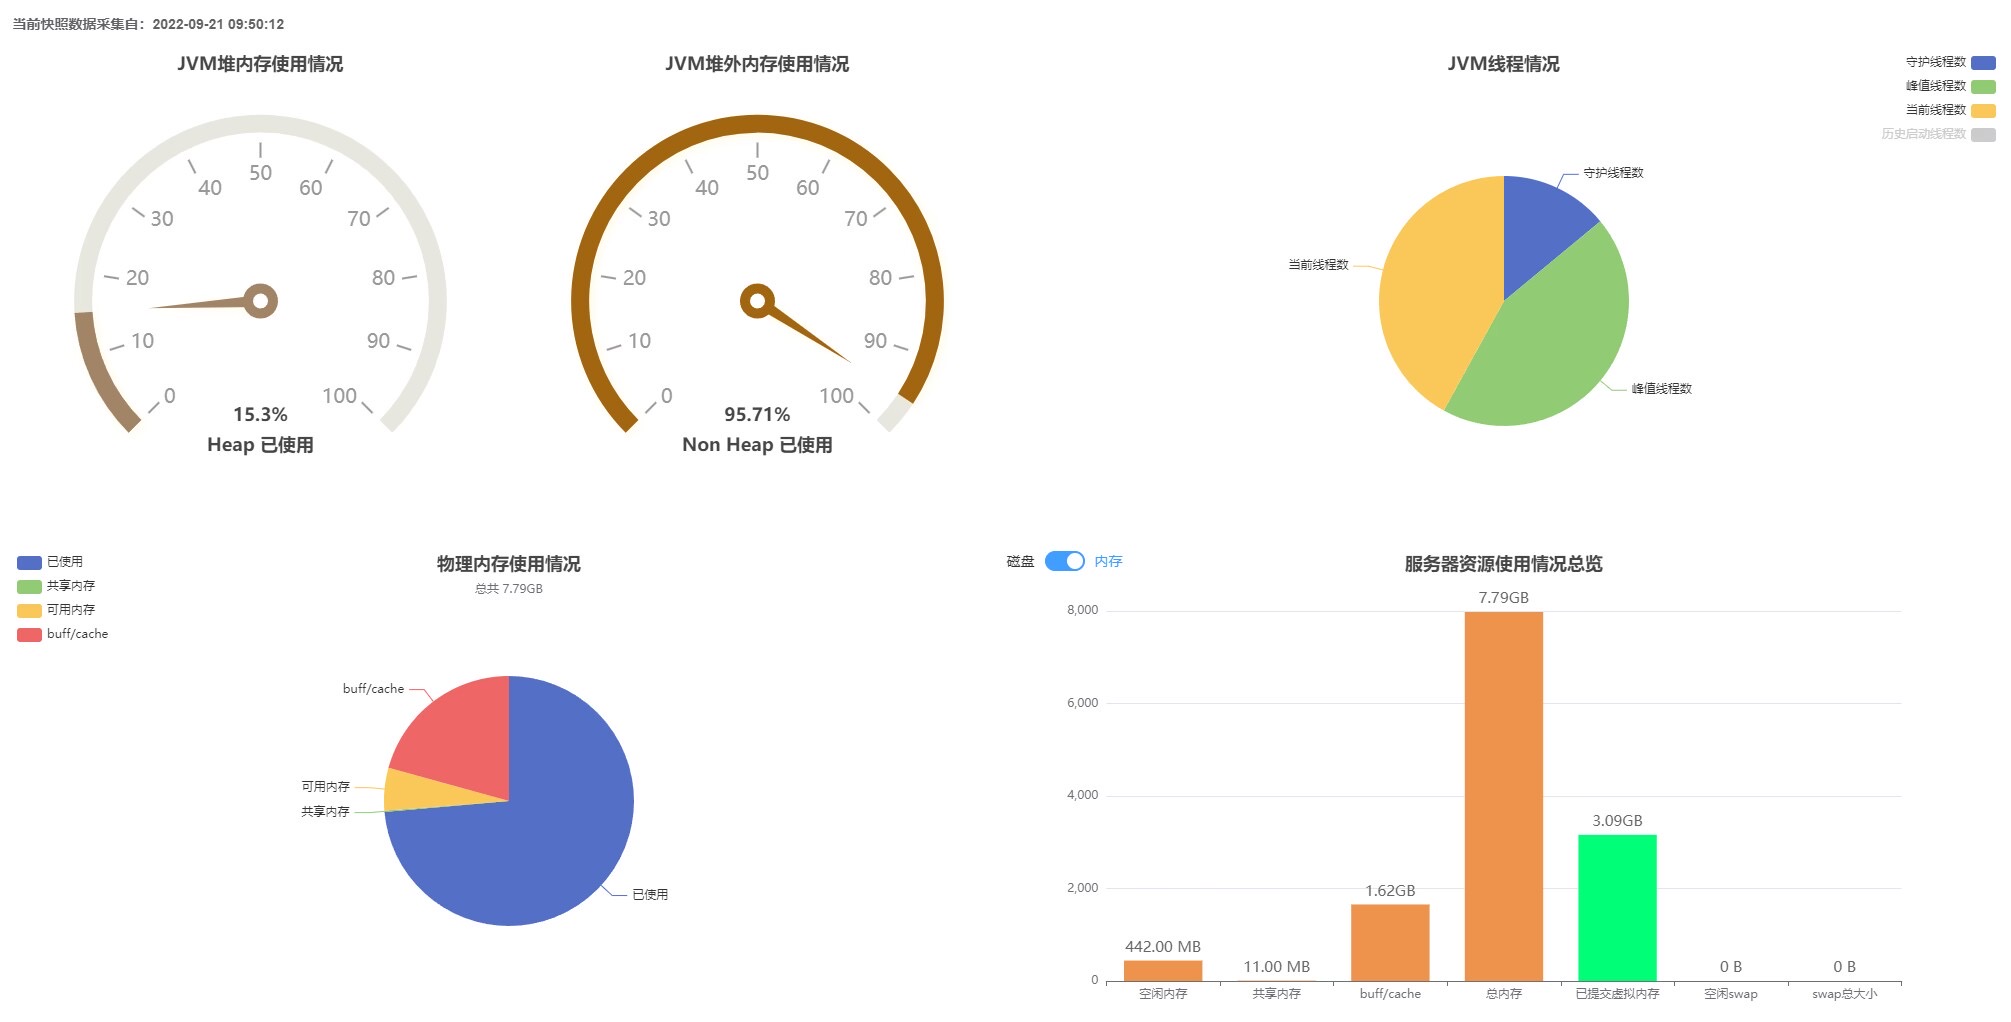 当前快照数据采集自：2022-09-21 09:50:12
JVM堆内存使用情况
0
10
20
30
40
50
60
70
80
90
100
15.3%
Heap 已使用
JVM堆外内存使用情况
0
10
20
30
40
50
60
70
80
90
100
95.71%
Non Heap 已使用
JVM线程情况
守护线程数
峰值线程数
当前线程数
历史启动线程数
守护线程数
当前线程数
峰值线程数
已使用
共享内存
可用内存
buff/cache
物理内存使用情况
总共 7.79GB
buff/cache
可用内存
共享内存
已使用
磁盘 内存
服务器资源使用情况总览
8,000
6,000
4,000
2,000
0
442.00 MB
11.00 MB
1.62GB
7.79GB
3.09GB
0 B
0 B
空闲内存
共享内存
buff/cache
总内存
已提交虚拟内存
空闲swap
swap总大小